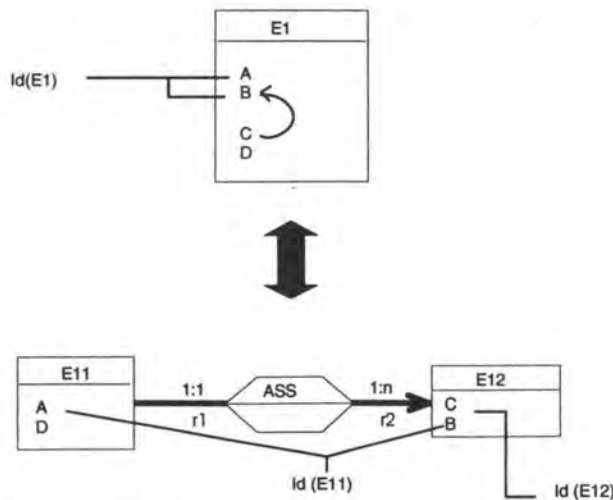 E1
Id(E1)
A
B
C
D
E11
A
D
1:1
r1
ASS
1:n
r2
E12
C
B
Id (E11)
Id (E12)